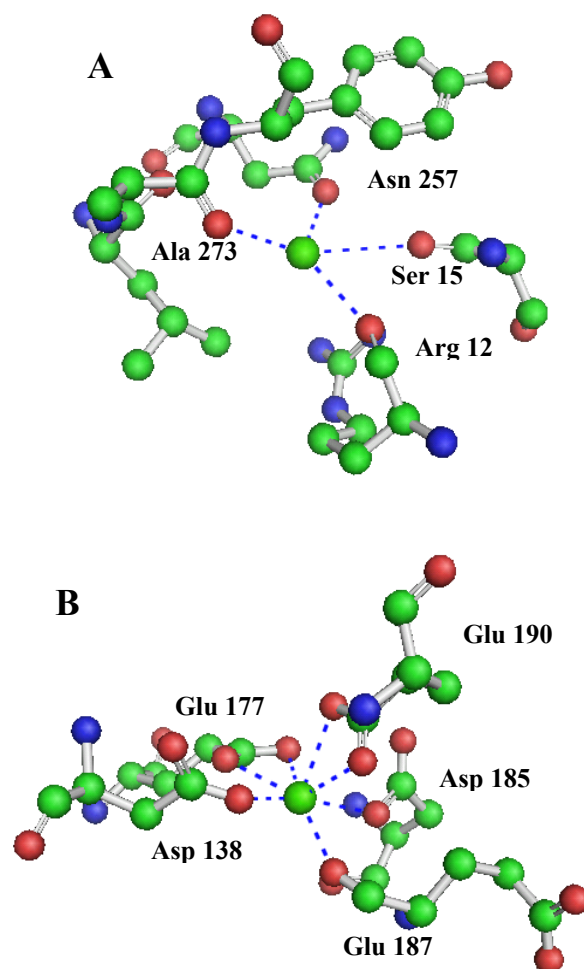 A
Asn 257
Ala 273
Ser 15
Arg 12
B
Glu 190
Glu 177
Asp 185
Asp 138
Glu 187